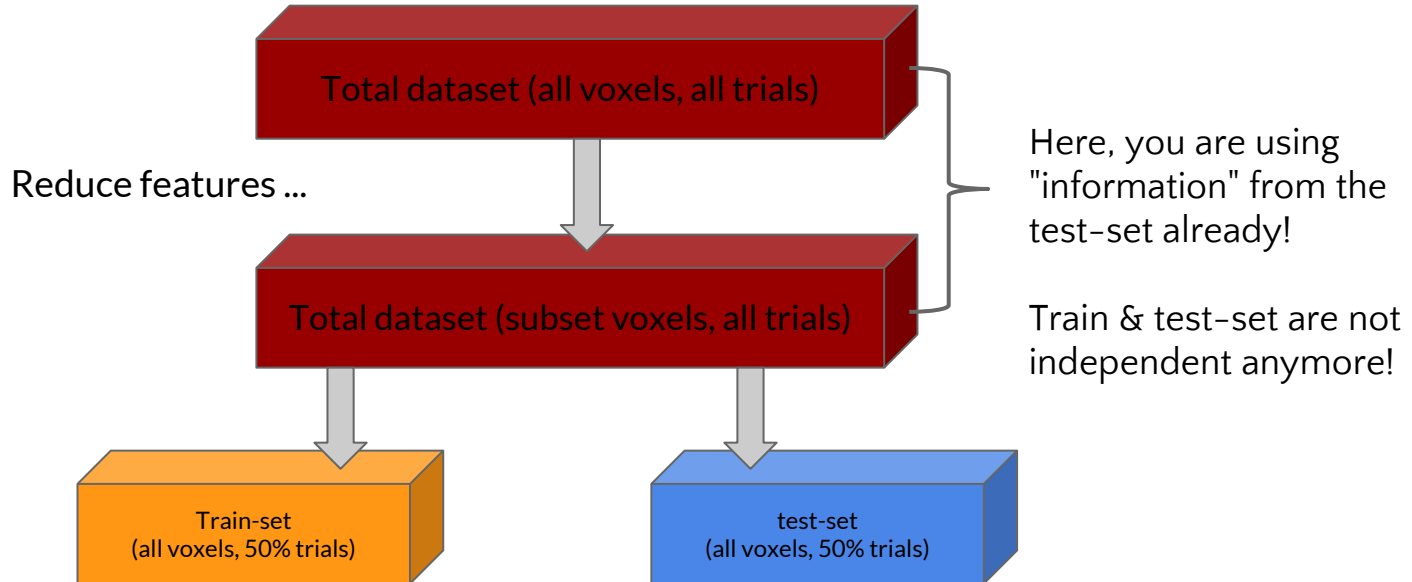 Total dataset (all voxels, all trials)
Reduce features ...
Here, you are using
"information" from the
test-set already!
Total dataset (subset voxels, all trials)
Train & test-set are not
independent anymore!
Train-set
(all voxels, 50% trials)
test-set
(all voxels, 50% trials)